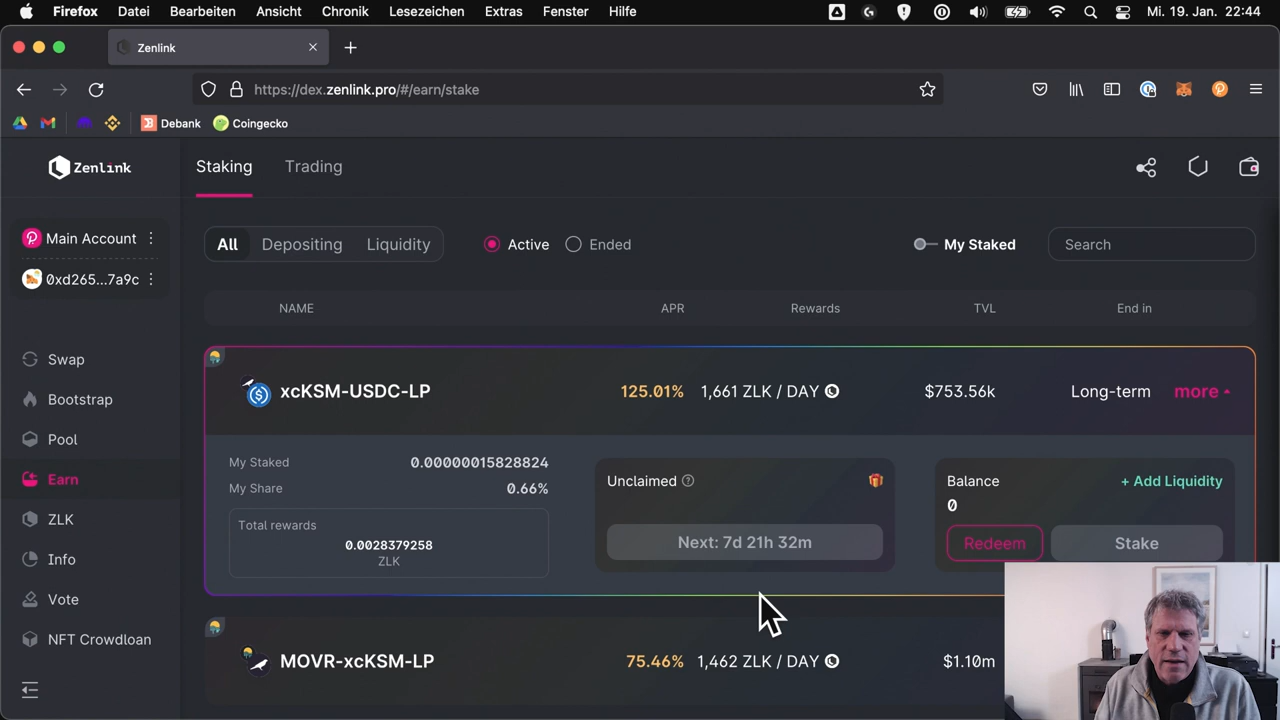 Firefox Datei Bearbeiten Ansicht Chronik Lesezeichen Extras Fenster Hilfe Mi. 19. Jan. 22:44
Zenlink
https://dex.zenlink.pro/#/earn/stake
Debank Coingecko
Zenlink Staking Trading
Main Account
All Depositing Liquidity Active Ended My Staked Search
0xd265...7a9c
NAME APR Rewards TVL End in
Swap
xcKSM-USDC-LP 125.01% 1,661 ZLK / DAY $753.56k Long-term more
Bootstrap
Pool
My Staked 0.00000015828824
Earn
Unclaimed ? Balance + Add Liquidity
My Share 0.66%
0
ZLK
Total rewards
0.0028379258
ZLK
Next: 7d 21h 32m
Redeem Stake
Info
Vote
NFT Crowdloan
MOVR-xcKSM-LP 75.46% 1,462 ZLK / DAY $1.10m